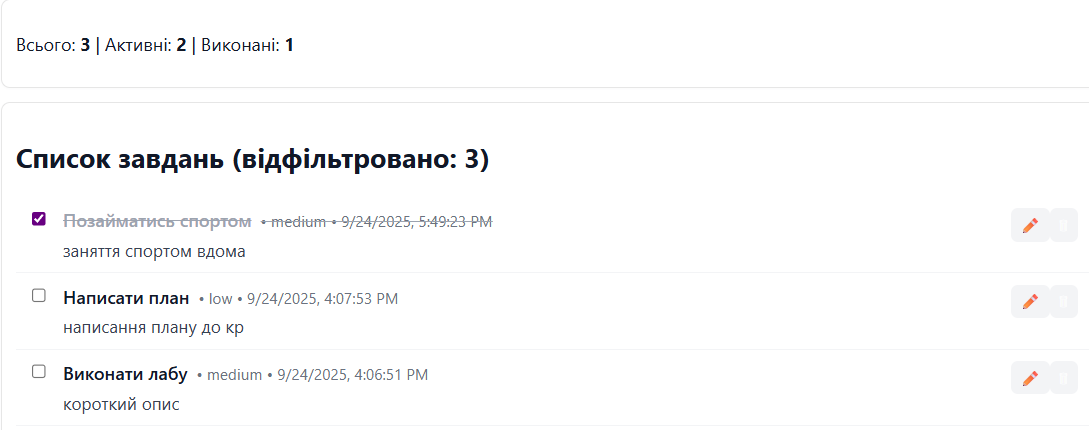 Всього: 3 | Активні: 2 | Виконані: 1
Список завдань (відфільтровано: 3)
Позайматись спортом • medium • 9/24/2025, 5:49:23 PM
заняття спортом вдома
Написати план • low • 9/24/2025, 4:07:53 PM
написання плану до кр
Виконати лабу • medium • 9/24/2025, 4:06:51 PM
короткий опис